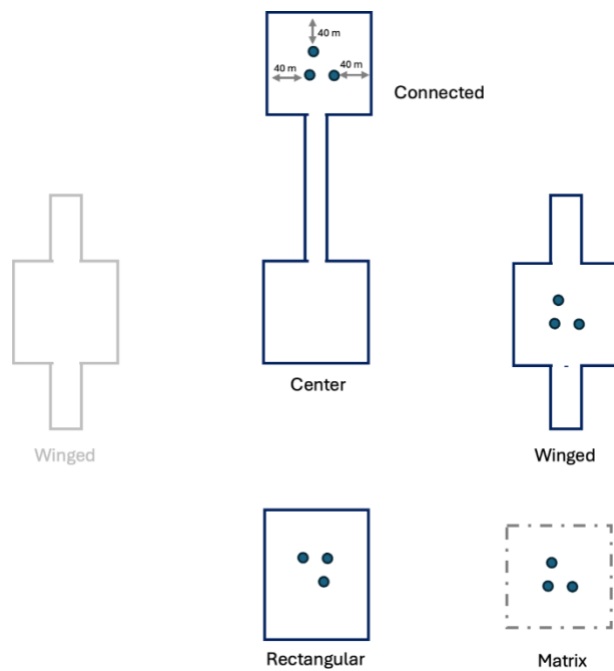 40 m
40 m
40 m
Connected
Center
Winged
Winged
Rectangular
Matrix